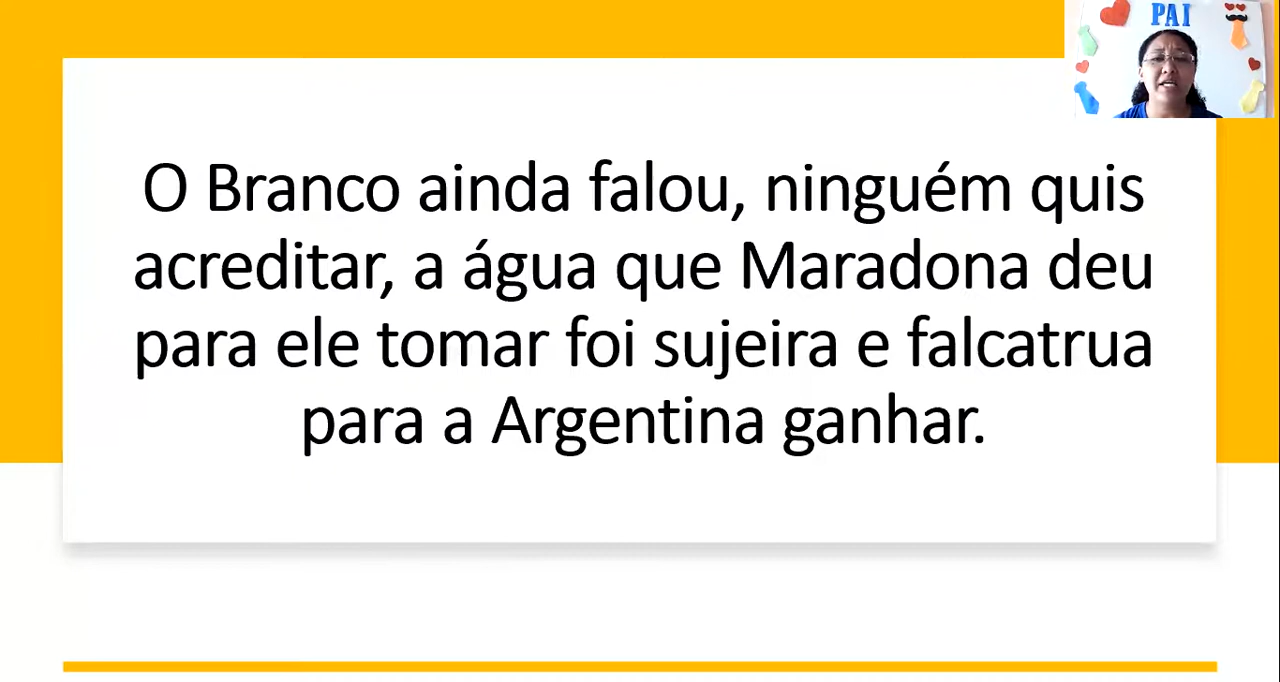 PAI
O Branco ainda falou, ninguém quis
acreditar, a água que Maradona deu
para ele tomar foi sujeira e falcatrua
para a Argentina ganhar.